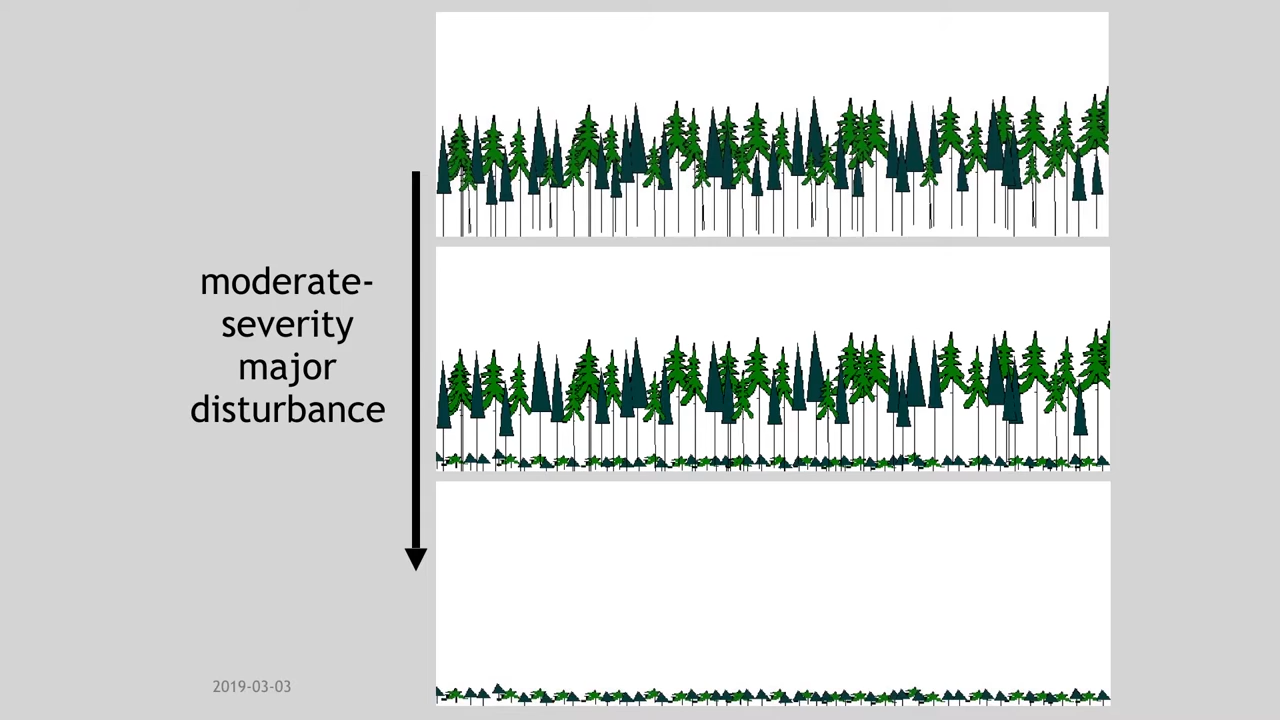 moderate-
severity
major
disturbance
2019-03-03